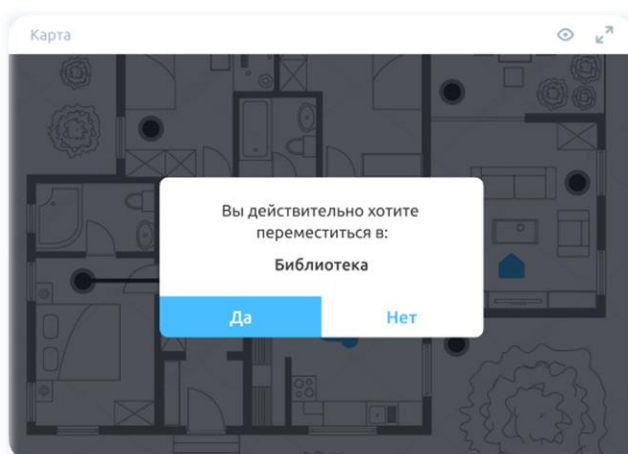 Карта
Вы действительно хотите
переместиться в:
Библиотека
Да
Нет